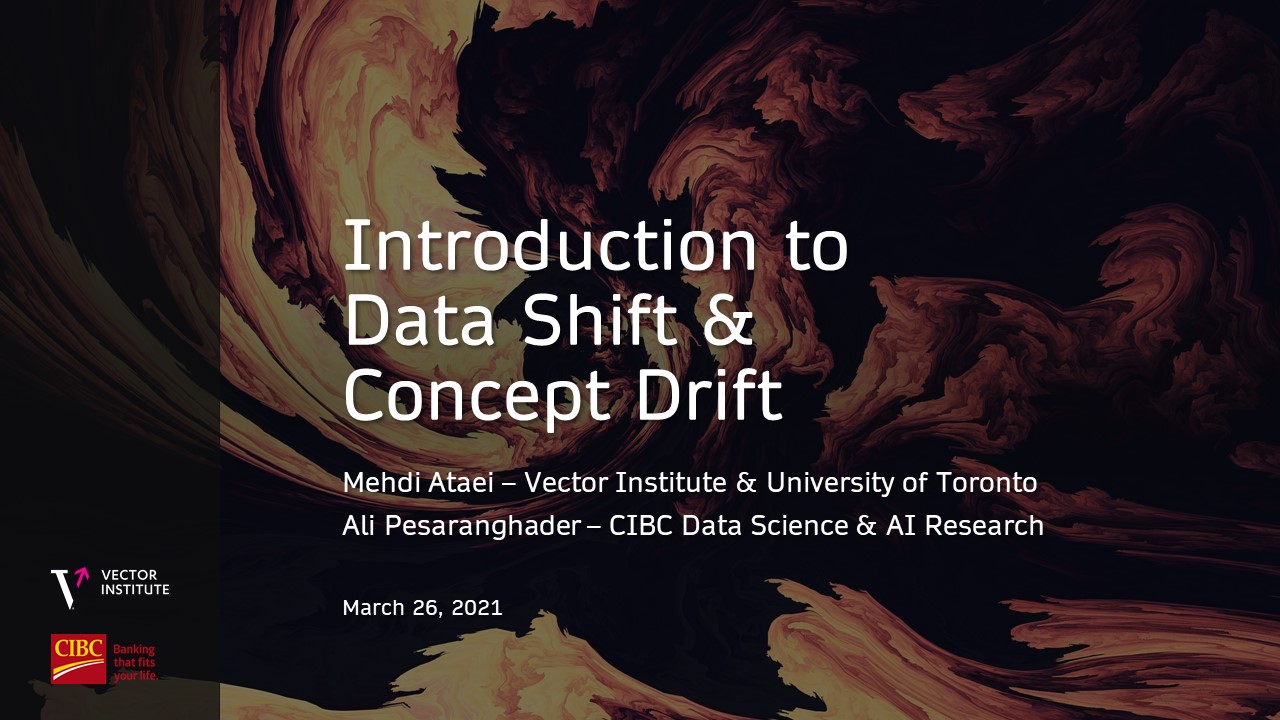 Introduction to
Data Shift &
Concept Drift
Mehdi Ataei – Vector Institute & University of Toronto
Ali Pesaranghader – CIBC Data Science & AI Research
March 26, 2021
VECTOR
INSTITUTE
CIBC
Banking
that fits
your life.